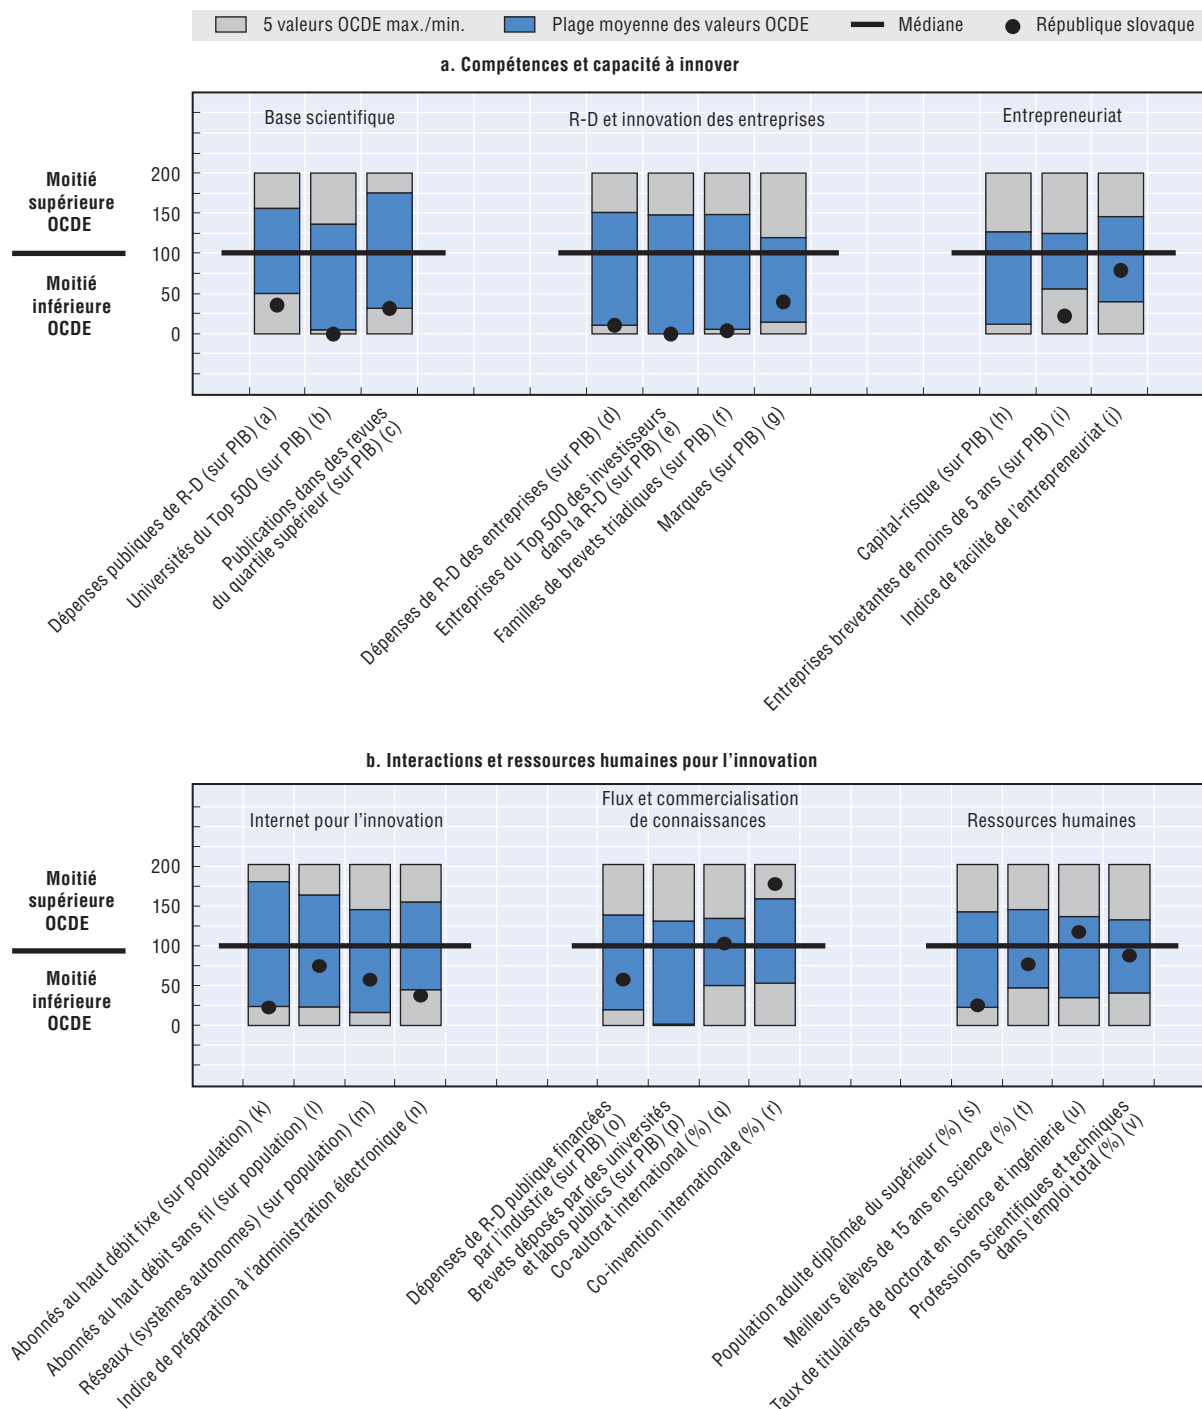 5 valeurs OCDE max./min.
Plage moyenne des valeurs OCDE
Médiane
République slovaque
a. Compétences et capacité à innover
Base scientifique
R-D et innovation des entreprises
Entrepreneuriat
Moitié
supérieure
OCDE
Moitié
inférieure
OCDE
200
150
100
50
0
Dépenses publiques de R-D (sur PIB) (a)
Universités du Top 500 (sur PIB) (b)
Publications dans des revues
du quartile supérieur (sur PIB) (c)
Dépenses de R-D des entreprises (sur PIB) (d)
Entreprises du Top 500 des investisseurs
dans la R-D (sur PIB) (e)
Familles de brevets triadiques (sur PIB) (f)
Marques (sur PIB) (g)
Capital-risque (sur PIB) (h)
Entreprises brevetantes de moins de 5 ans (sur PIB) (i)
Indice de facilité de l'entrepreneuriat (j)
b. Interactions et ressources humaines pour l'innovation
Internet pour l'innovation
Flux et commercialisation
de connaissances
Ressources humaines
Moitié
supérieure
OCDE
Moitié
inférieure
OCDE
200
150
100
50
0
Abonnés au haut débit fixe (sur population) (k)
Abonnés au haut débit sans fil (sur population) (l)
Réseaux (systèmes autonomes) (sur population) (m)
Indice de préparation à l'administration électronique (n)
Dépenses de R-D publique financées
par l'industrie (sur PIB) (o)
Brevets déposés par des universités
et labos publics (sur PIB) (p)
Co-autorat international (%) (q)
Co-invention internationale (%) (r)
Population adulte diplômée du supérieur (%) (s)
Meilleurs élèves de 15 ans en science (%) (t)
Taux de titulaires de doctorat en science et ingénierie (u)
Professions scientifiques et techniques
dans l'emploi total (%) (v)